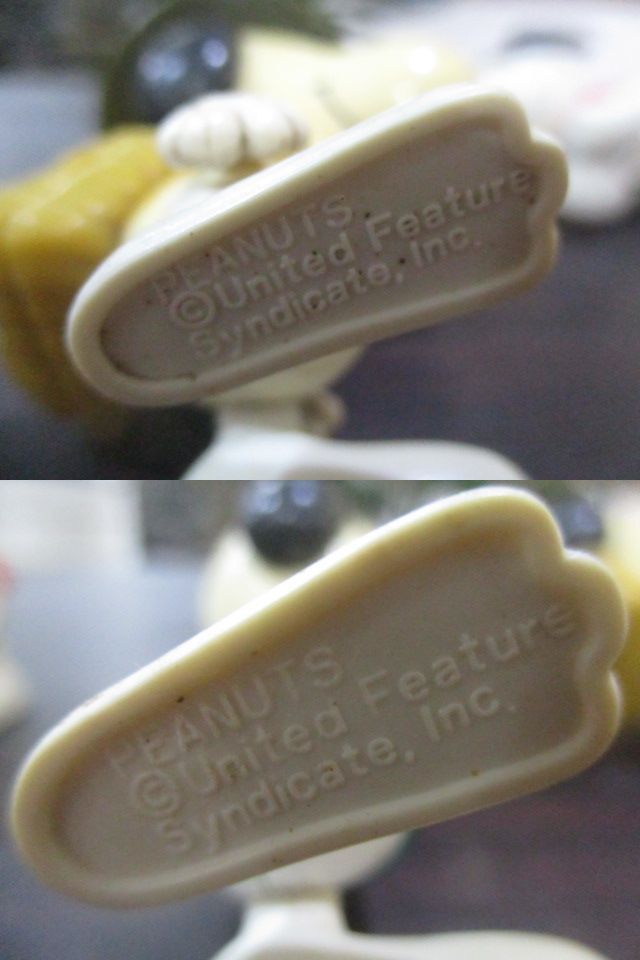 PEANUTS
©United Feature
Syndicate, Inc.
PEANUTS
©United Feature
Syndicate, Inc.